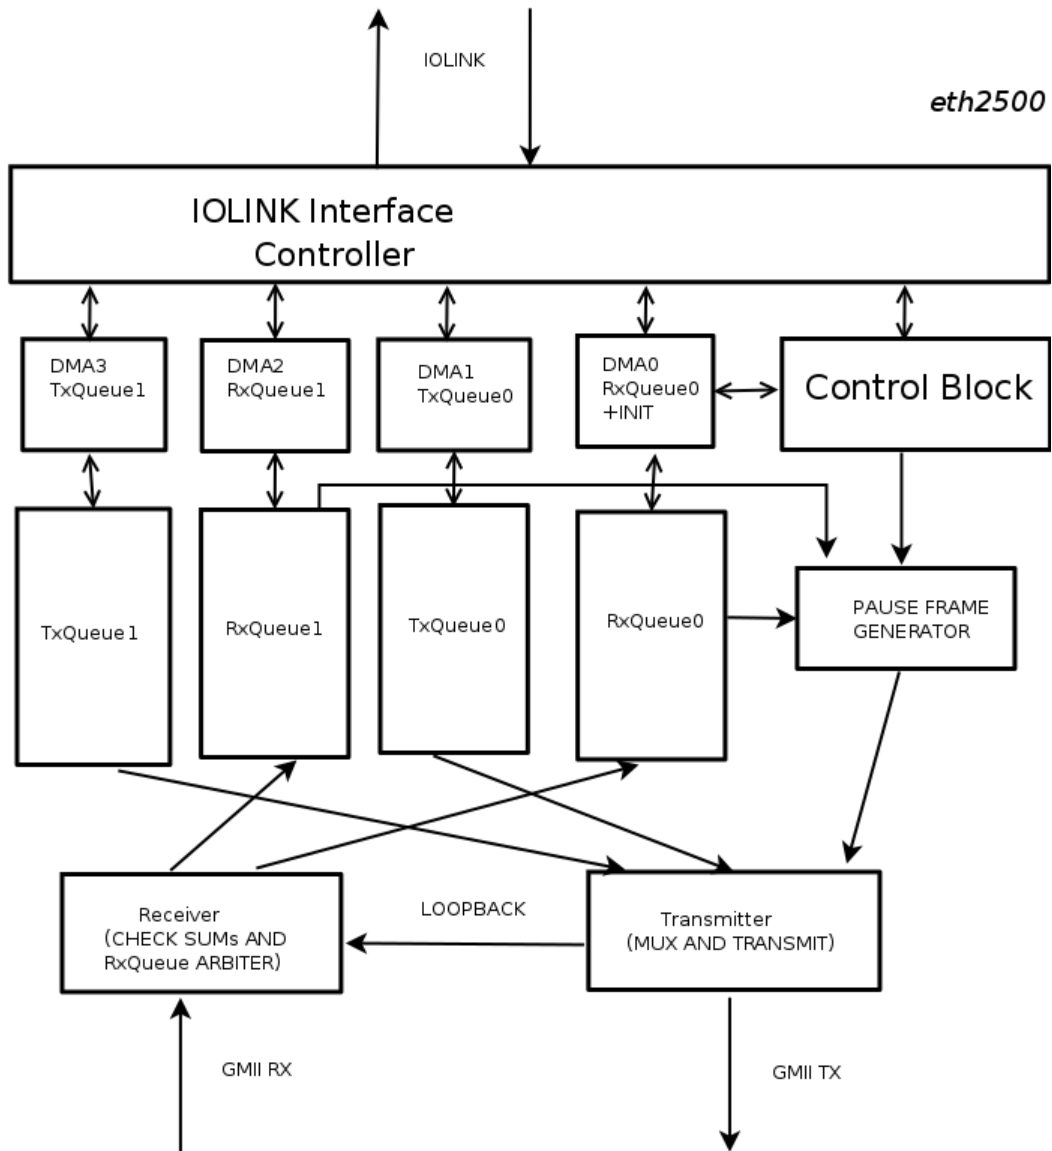 IOLINK
eth2500
IOLINK Interface
Controller
DMA3
TxQueue1
DMA2
RxQueue1
DMA1
TxQueue0
DMA0
RxQueue0
+INIT
Control Block
TxQueue1
RxQueue1
TxQueue0
RxQueue0
PAUSE FRAME
GENERATOR
Receiver
(CHECK SUMs AND
RxQueue ARBITER)
LOOPBACK
Transmitter
(MUX AND TRANSMIT)
GMII RX
GMII TX